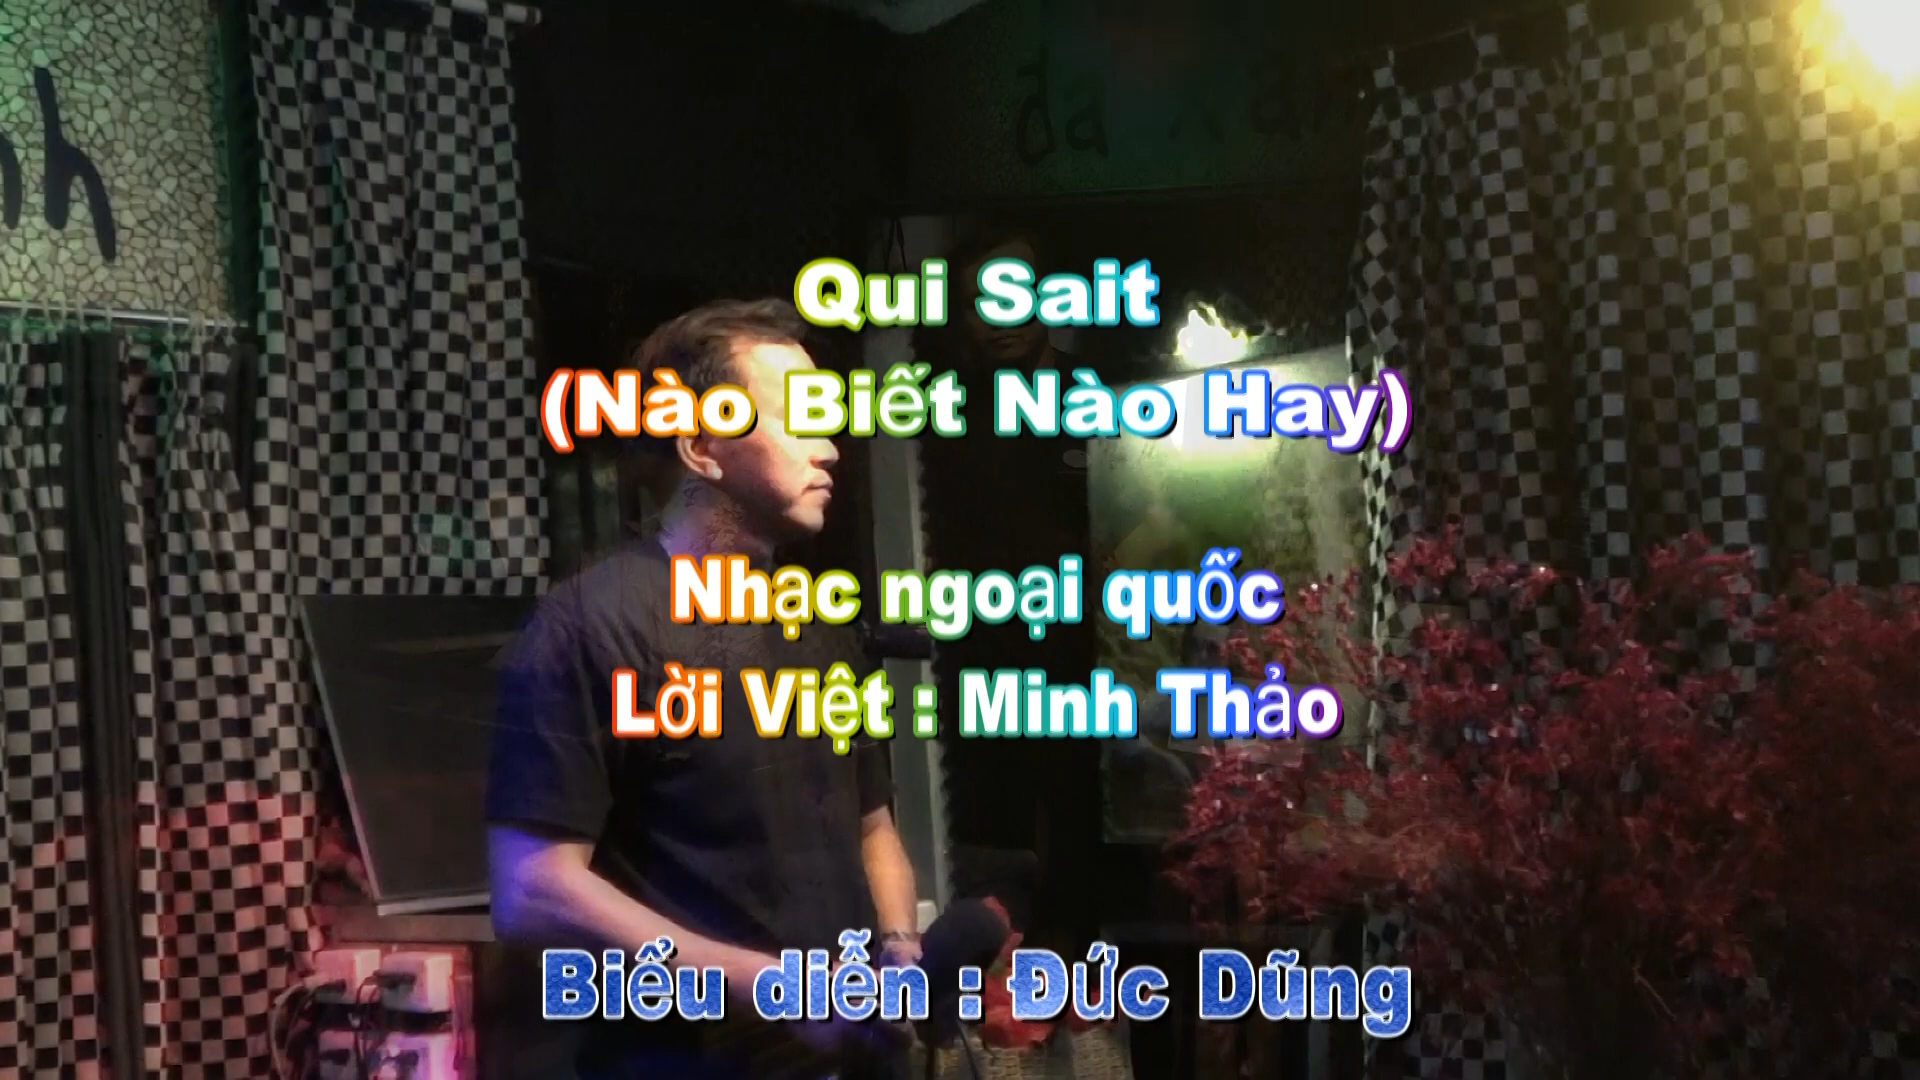 Qui Sait
(Nào Biết Nào Hay)
Nhạc ngoại quốc
Lời Việt : Minh Thảo
Biểu diễn : Đức Dũng